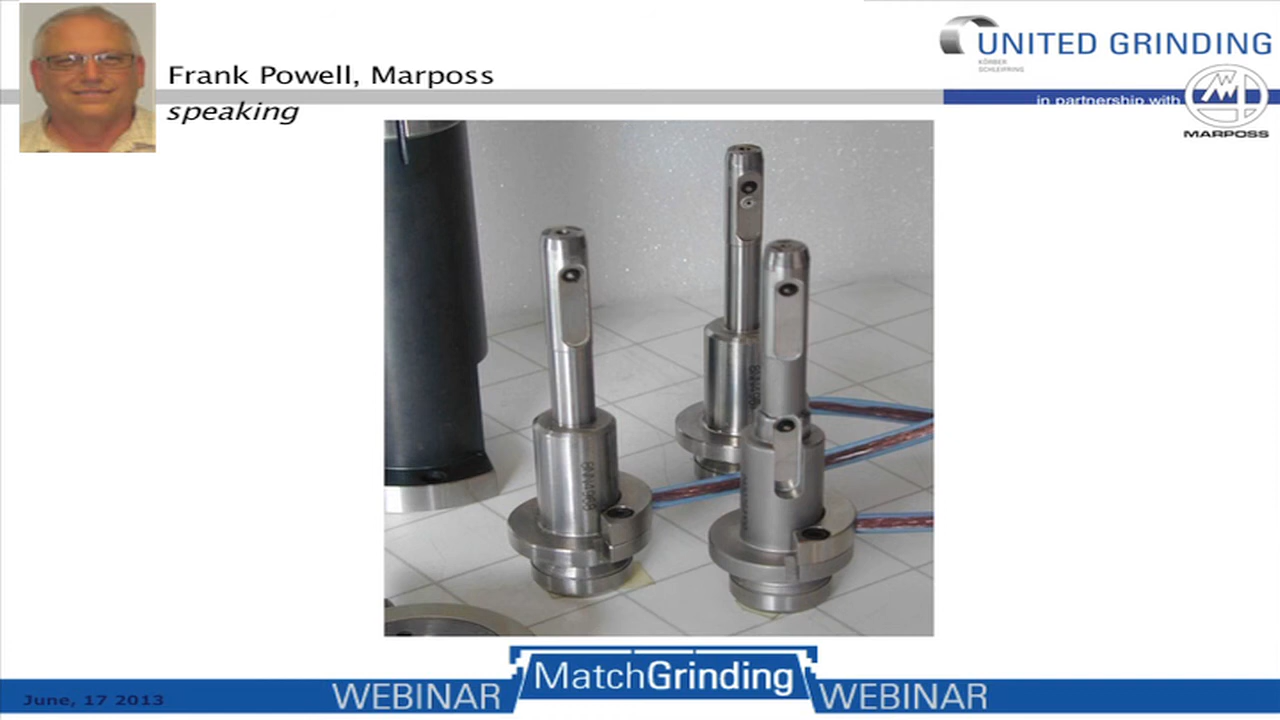 Frank Powell, Marposs
speaking
UNITED GRINDING
KÖRBER
SCHLEIFRING
in partnership with
MARPOSS
WEBINAR MatchGrinding WEBINAR
June, 17 2013